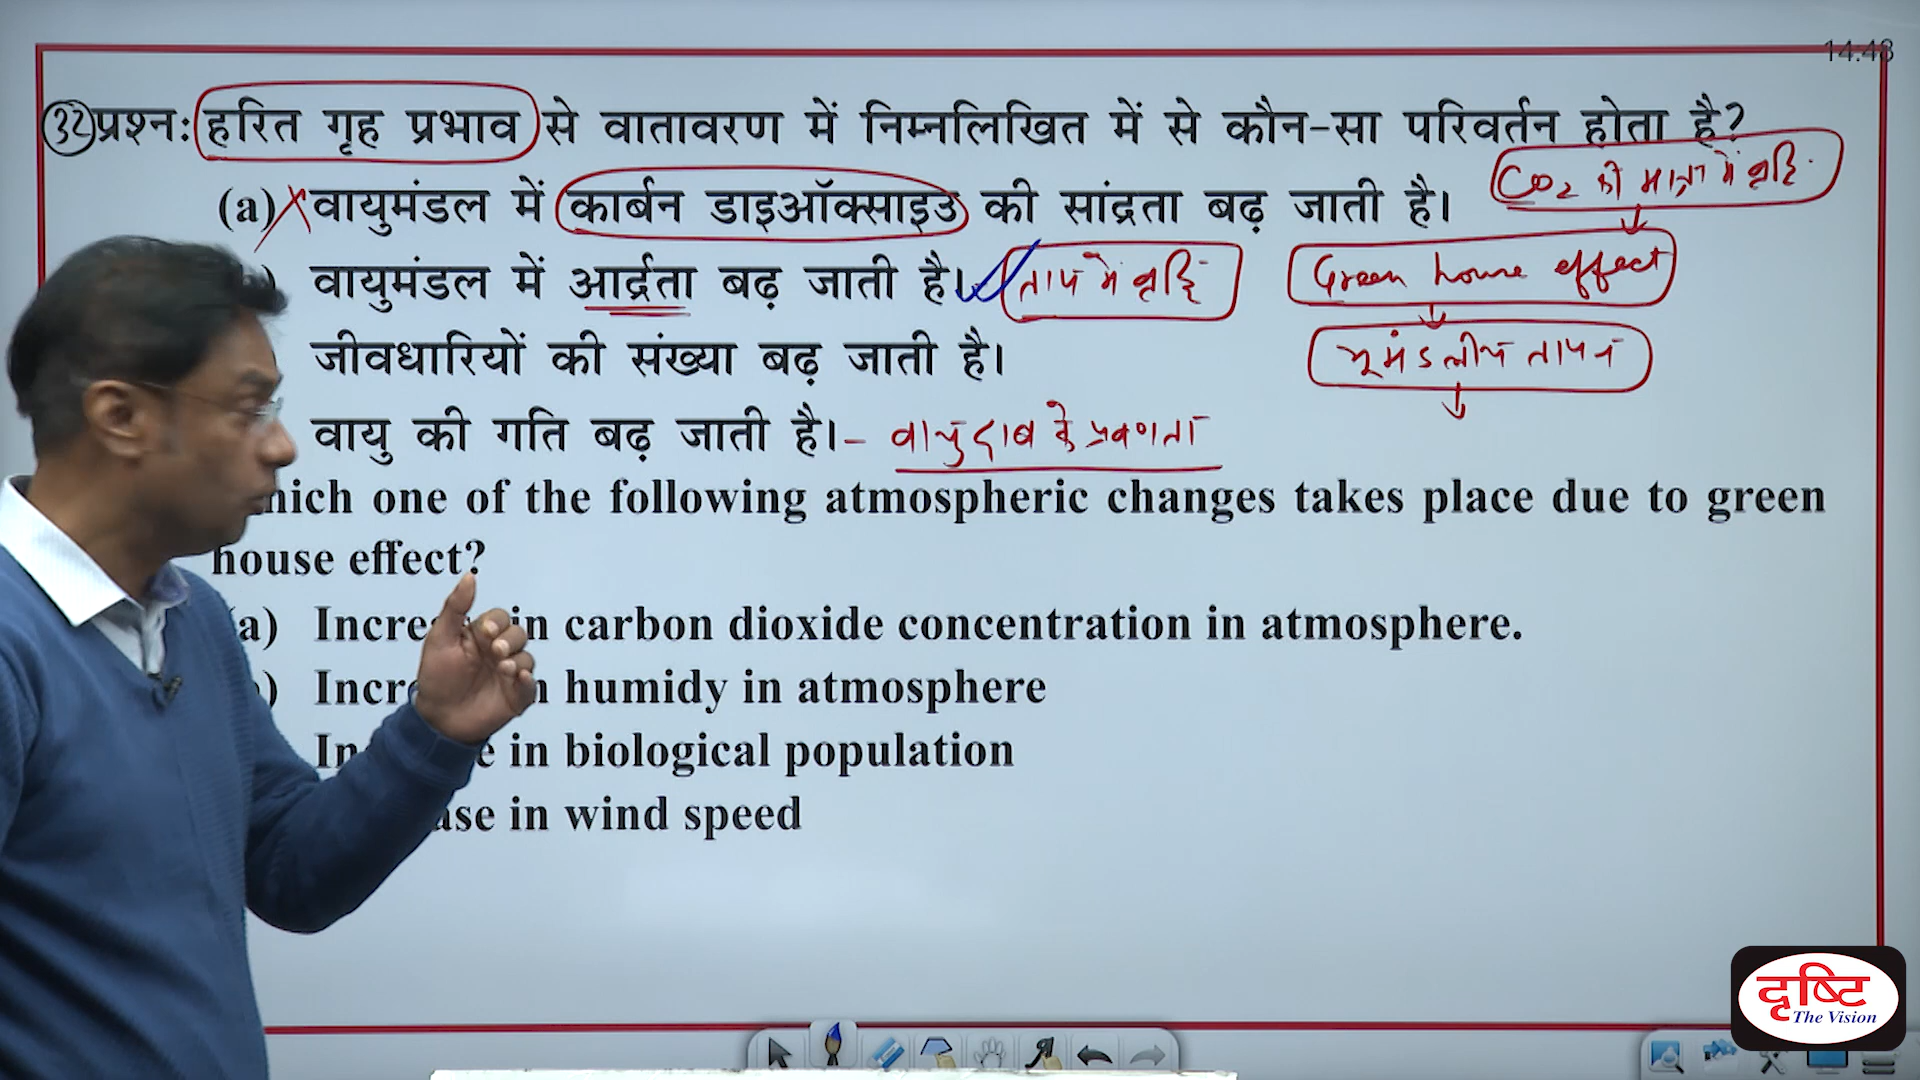 14:48
32 प्रश्न: हरित गृह प्रभाव से वातावरण में निम्नलिखित में से कौन-सा परिवर्तन होता है?
CO2 की मात्रा में वृद्धि
(a) वायुमंडल में कार्बन डाइऑक्साइड की सांद्रता बढ़ जाती है।
) वायुमंडल में आर्द्रता बढ़ जाती है। ताप में वृद्धि
Green house effect
जीवधारियों की संख्या बढ़ जाती है।
भूमंडलीय तापन
वायु की गति बढ़ जाती है। – वायुदाब के प्रवणता
hich one of the following atmospheric changes takes place due to green
house effect?
a) Incre in carbon dioxide concentration in atmosphere.
) Incr n humidy in atmosphere
In e in biological population
ase in wind speed
दृष्टि
The Vision